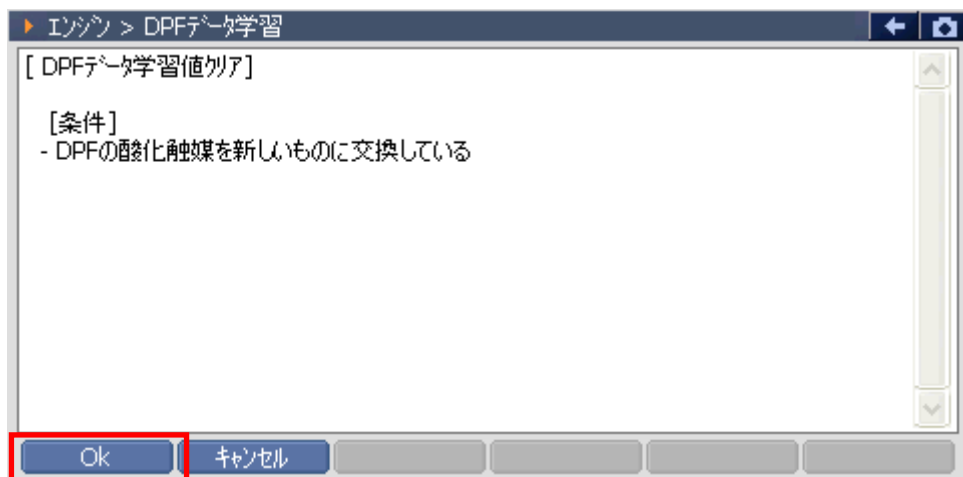 エンジン > DPFデータ学習
[ DPFデータ学習値クリア]
[条件]
- DPFの酸化触媒を新しいものに交換している
Ok
キャンセル